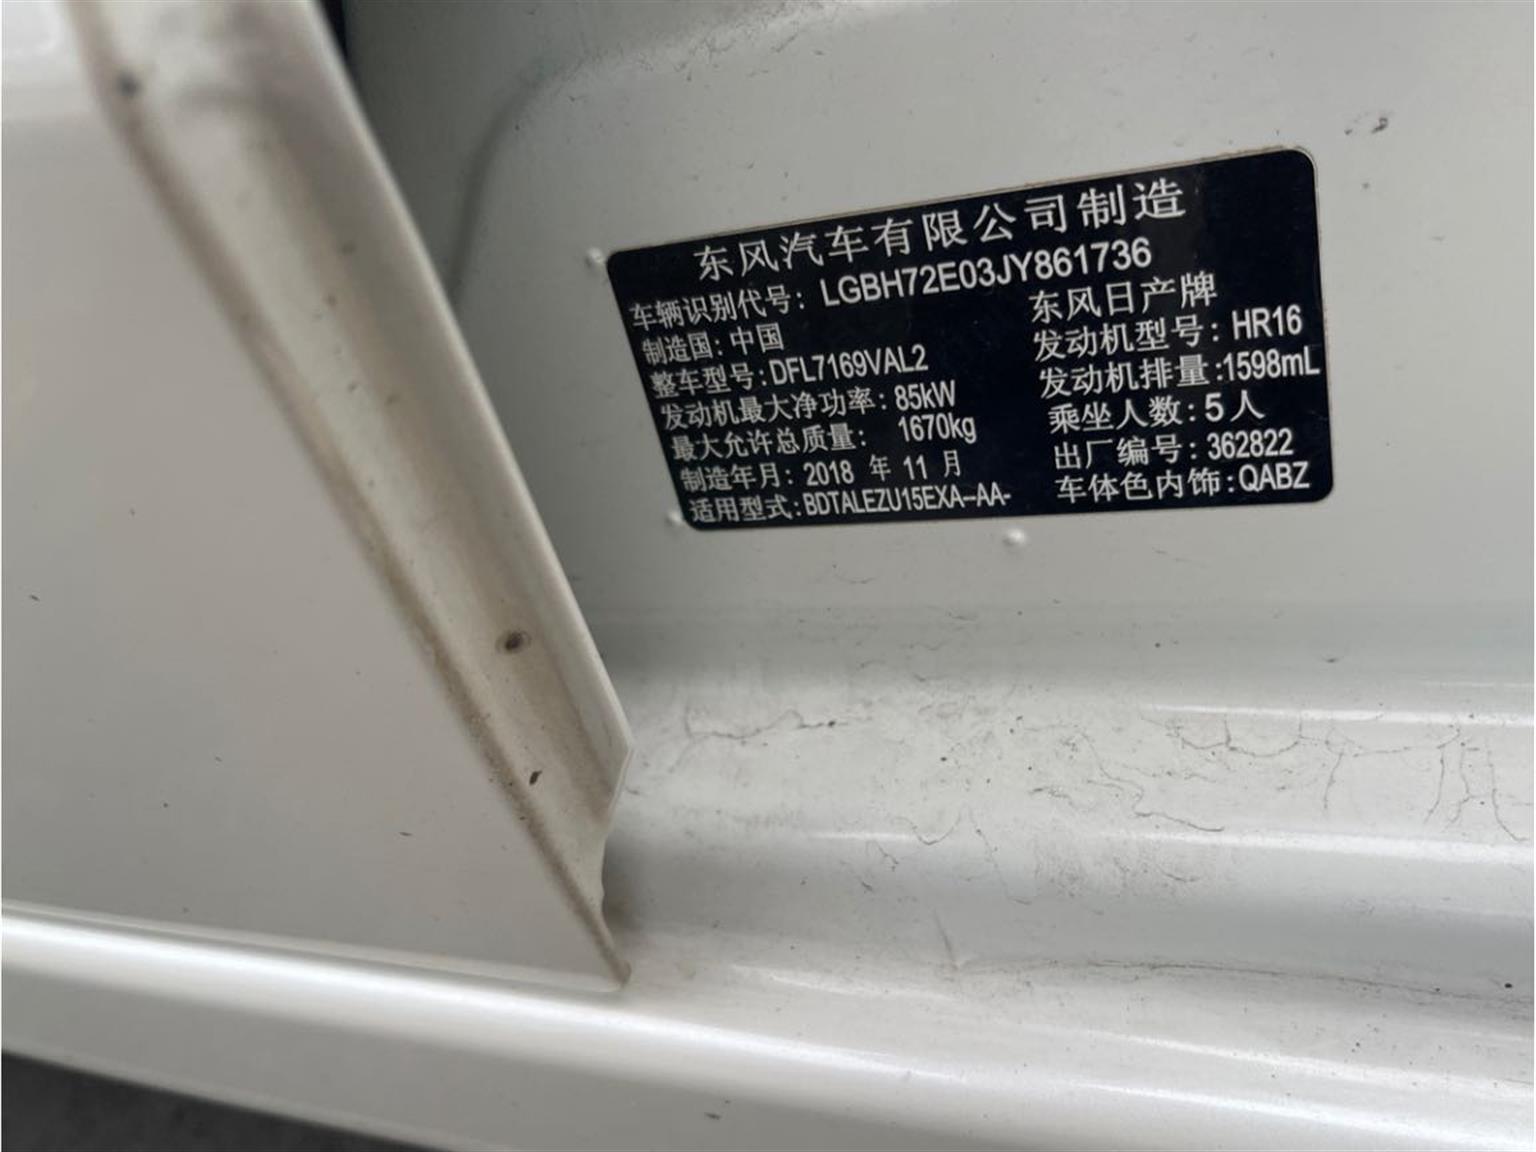 东风汽车有限公司制造
车辆识别代号: LGBH72E03JY861736
制造国: 中国 东风日产牌
整车型号: DFL7169VAL2 发动机型号: HR16
发动机最大净功率: 85kW 发动机排量: 1598mL
最大允许总质量: 1670kg 乘坐人数: 5人
制造年月: 2018 年 11 月 出厂编号: 362822
适用型式: BDTALEZU15EXA-AA- 车体色内饰: QABZ